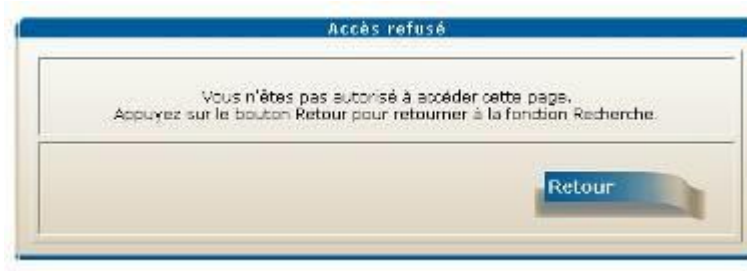 Accès refusé
Vous n'êtes pas autorisé à accéder cette page.
Appuyez sur le bouton Retour pour retourner à la fonction Recherche.
Retour